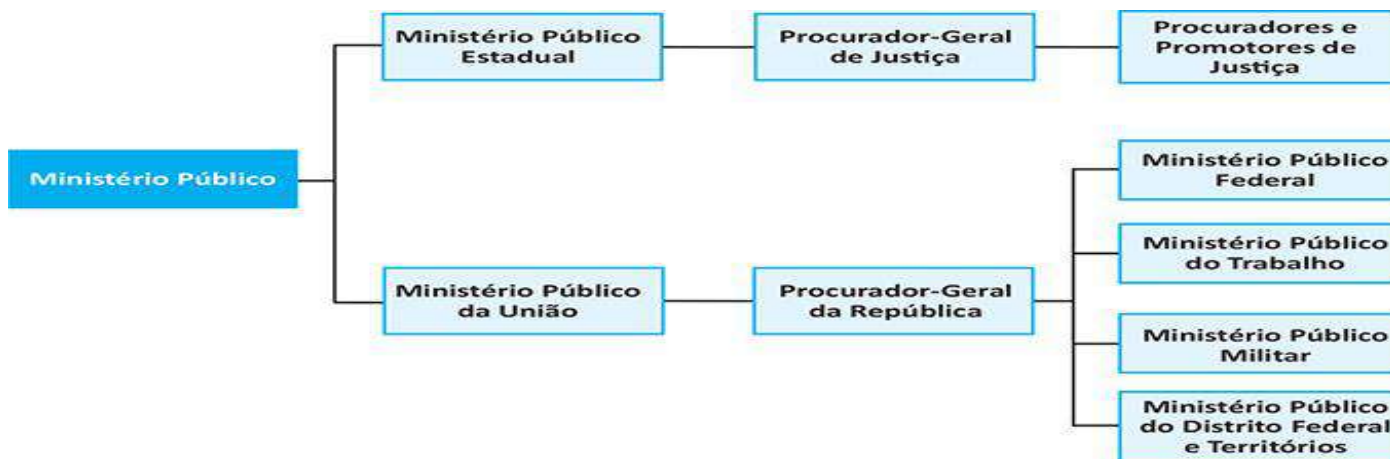 Ministério Público
Ministério Público
Estadual
Procurador-Geral
de Justiça
Procuradores e
Promotores de
Justiça
Ministério Público
da União
Procurador-Geral
da República
Ministério Público
Federal
Ministério Público
do Trabalho
Ministério Público
Militar
Ministério Público
do Distrito Federal
e Territórios